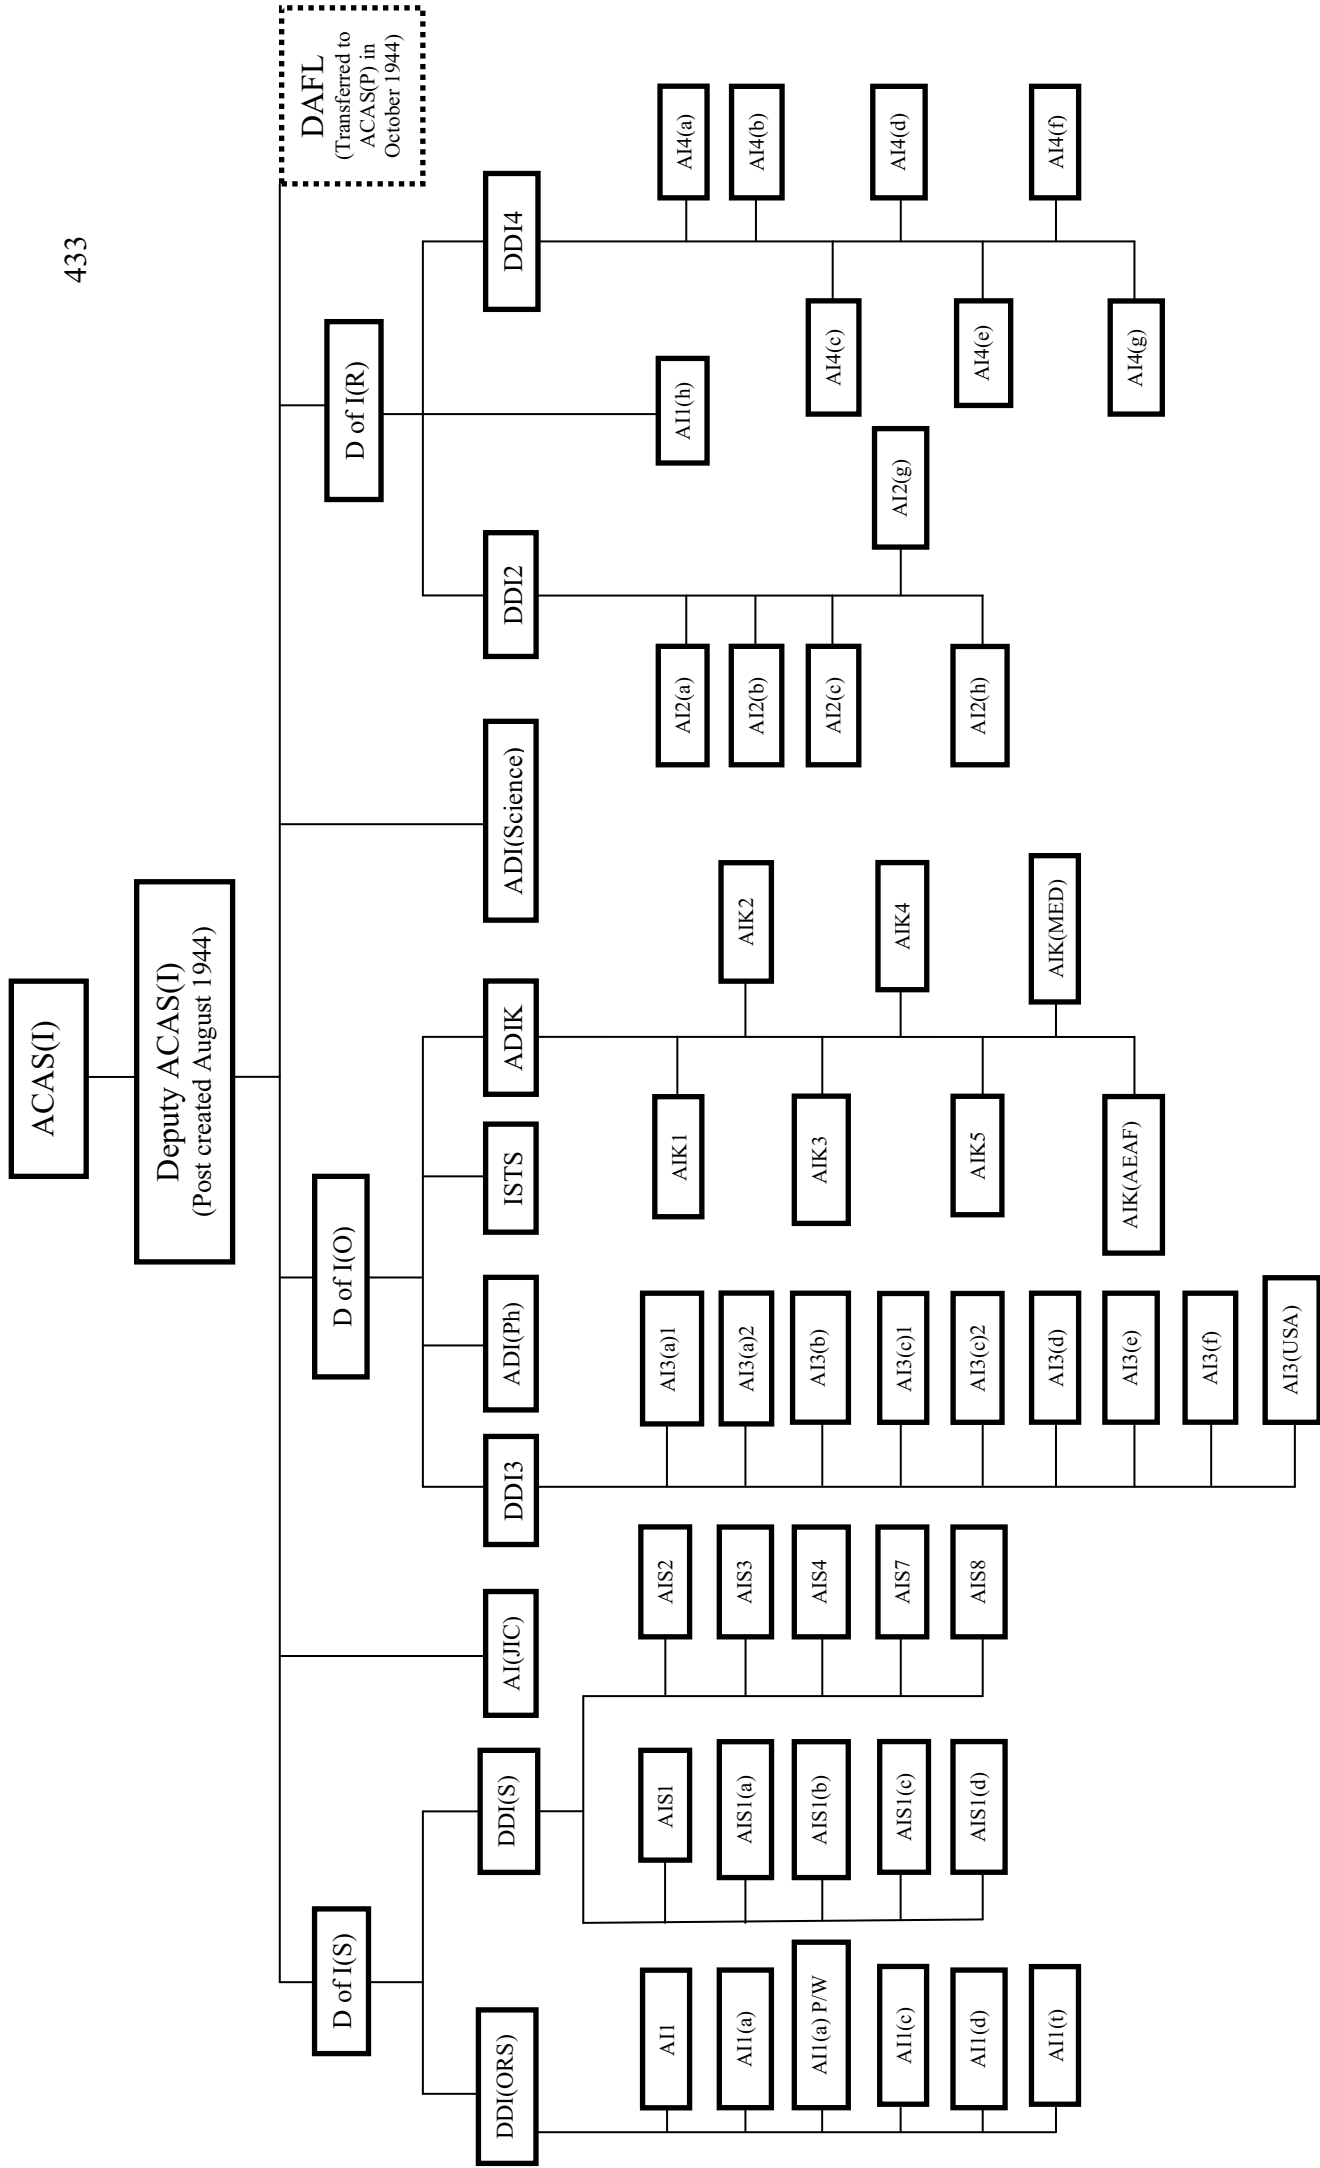 433
ACAS(I)
Deputy ACAS(I)
(Post created August 1944)
DAFL
(Transferred to
ACAS(P) in
October 1944)
D of I(S)
D of I(O)
D of I(R)
DDI(ORS)
DDI(S)
AI(JIC)
DDI3
ADI(Ph)
ISTS
ADIK
ADI(Science)
DDI2
DDI4
AI1
AI1(a)
AI1(a) P/W
AI1(c)
AI1(d)
AI1(t)
AIS1
AIS1(a)
AIS1(b)
AIS1(c)
AIS1(d)
AIS2
AIS3
AIS4
AIS7
AIS8
AI3(a)1
AI3(a)2
AI3(b)
AI3(c)1
AI3(c)2
AI3(d)
AI3(e)
AI3(f)
AI3(USA)
AIK1
AIK2
AIK3
AIK4
AIK5
AIK(MED)
AIK(AEAF)
AI2(a)
AI2(b)
AI2(c)
AI2(g)
AI2(h)
AI1(h)
AI4(a)
AI4(b)
AI4(c)
AI4(d)
AI4(e)
AI4(f)
AI4(g)